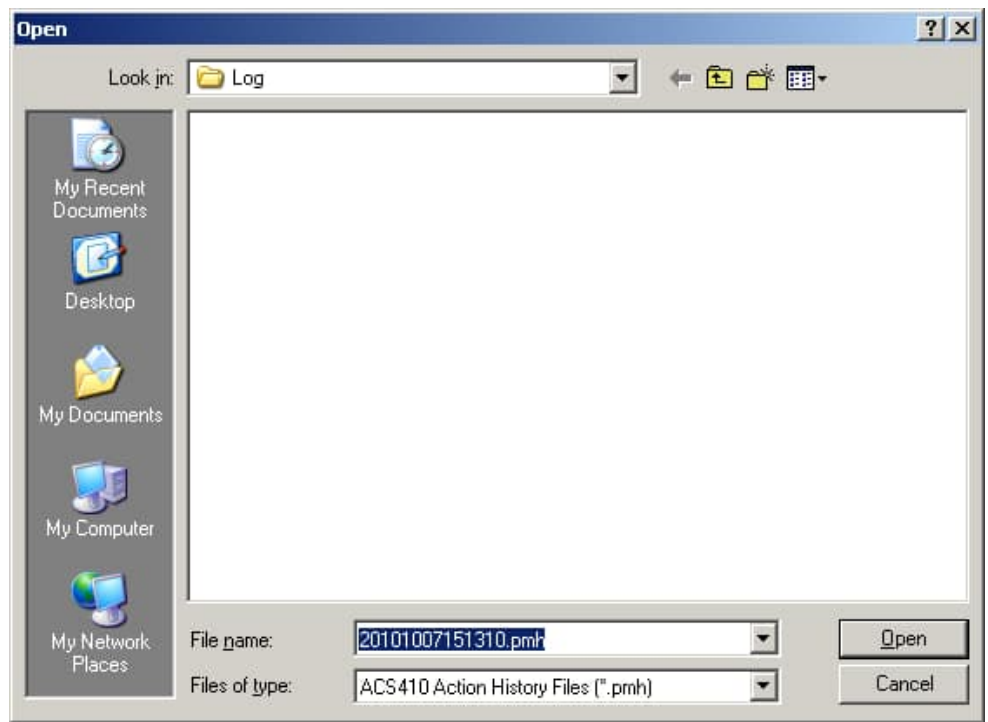 Open
Look in:
Log
My Recent
Documents
Desktop
My Documents
My Computer
My Network
Places
File name:
20101007151310.pmh
Open
Files of type:
ACS410 Action History Files (*.pmh)
Cancel